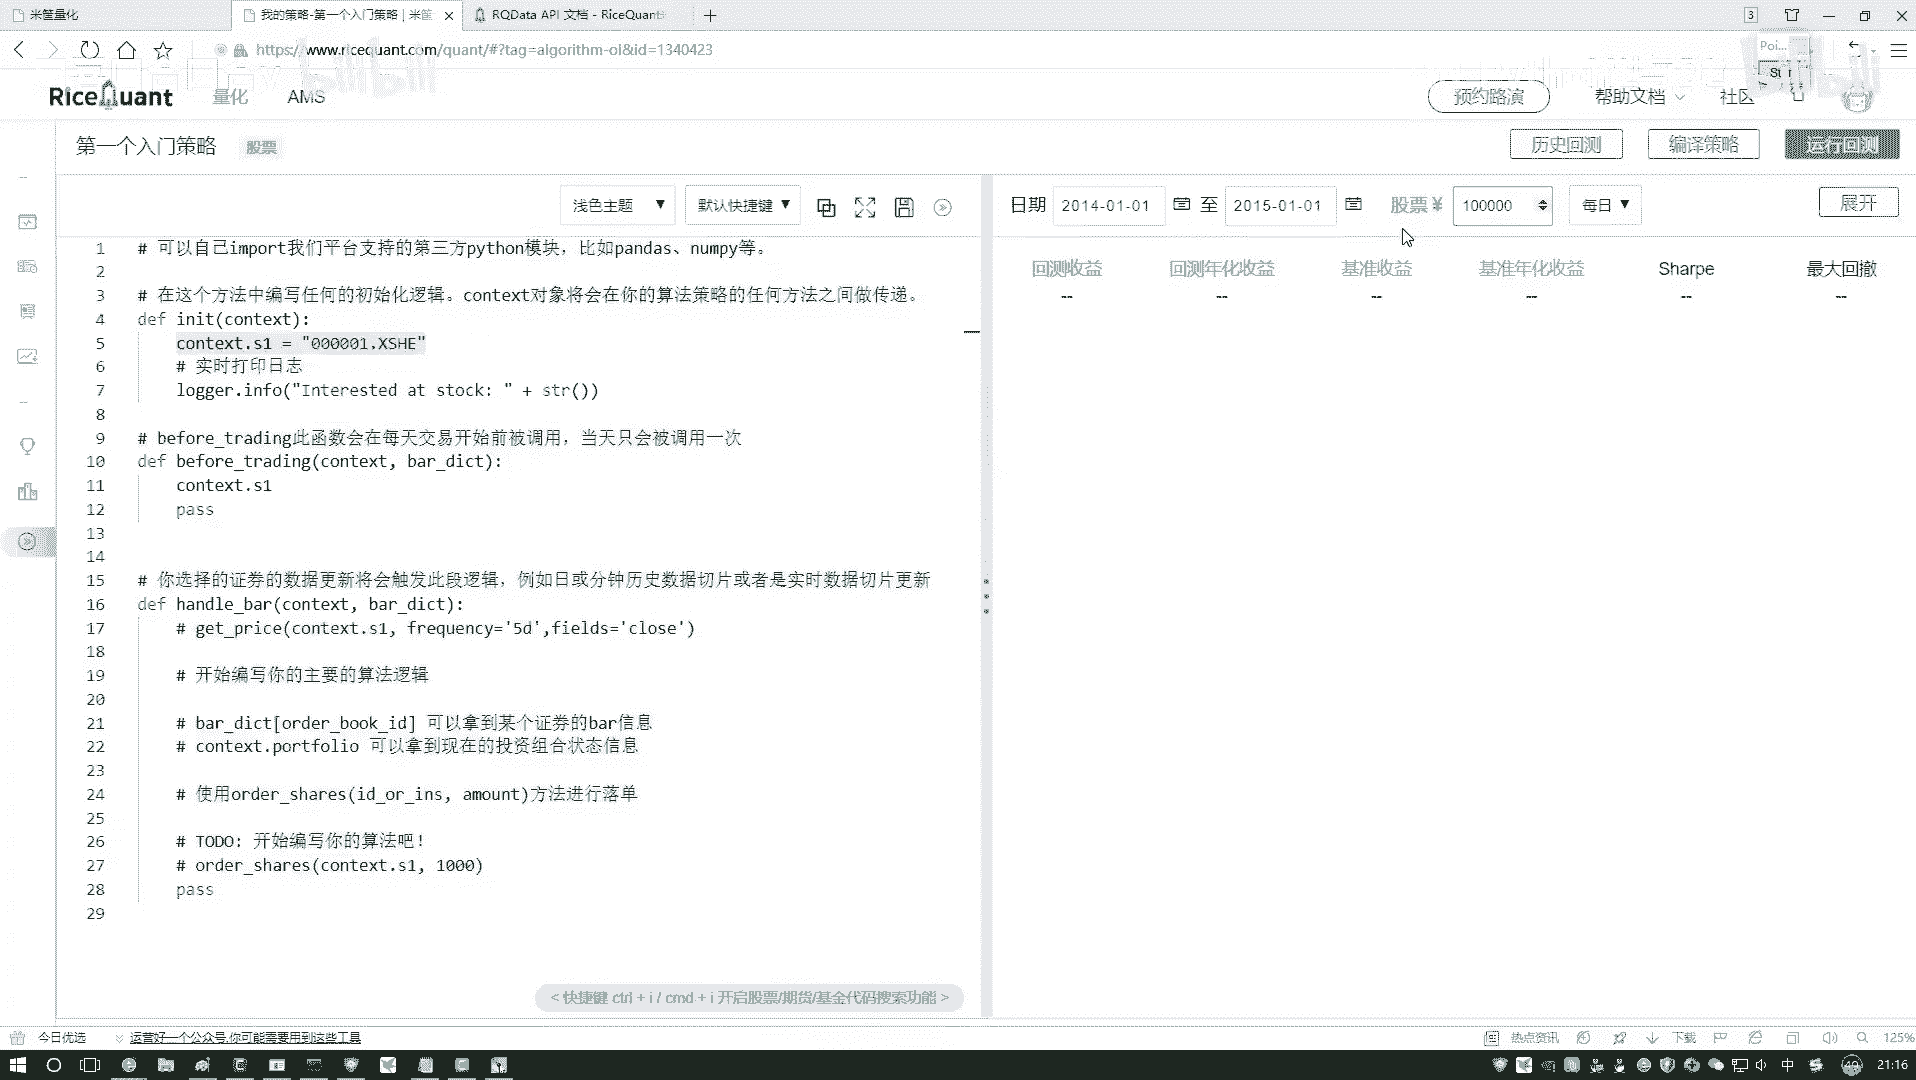 米筐量化
我的策略-第一个入门策略 | 米筐
RQData API 文档 - RiceQuant
3
https://www.ricequant.com/quant/#?tag=algorithm-ol&id=1340423
Poi...
RiceQuant
量化
AMS
预约路演
帮助文档
社区
第一个入门策略
股票
历史回测
编译策略
运行回测
浅色主题 ▼
默认快捷键 ▼
日期 2014-01-01 至 2015-01-01 股票 ¥ 100000 每日 ▼ 展开
回测收益 回测年化收益 基准收益 基准年化收益 Sharpe 最大回撤
-- -- -- -- -- --
1 # 可以自己import我们平台支持的第三方python模块，比如pandas、numpy等。
2
3 # 在这个方法中编写任何的初始化逻辑。context对象将会在你的算法策略的任何方法之间做传递。
4 def init(context):
5 context.s1 = "000001.XSHE"
6 # 实时打印日志
7 logger.info("Interested at stock: " + str())
8
9 # before_trading此函数会在每天交易开始前被调用，当天只会被调用一次
10 def before_trading(context, bar_dict):
11 context.s1
12 pass
13
14
15 # 你选择的证券的数据更新将会触发此段逻辑，例如日或分钟历史数据切片或者是实时数据切片更新
16 def handle_bar(context, bar_dict):
17 # get_price(context.s1, frequency='5d',fields='close')
18
19 # 开始编写你的主要的算法逻辑
20
21 # bar_dict[order_book_id] 可以拿到某个证券的bar信息
22 # context.portfolio 可以拿到现在的投资组合状态信息
23
24 # 使用order_shares(id_or_ins, amount)方法进行落单
25
26 # TODO: 开始编写你的算法吧!
27 # order_shares(context.s1, 1000)
28 pass
29
< 快捷键 ctrl + i / cmd + i 开启股票/期货/基金代码搜索功能 >
今日优选
运营好一个公众号,你可能需要用到这些工具
热点资讯
下载
125%
中
21:16